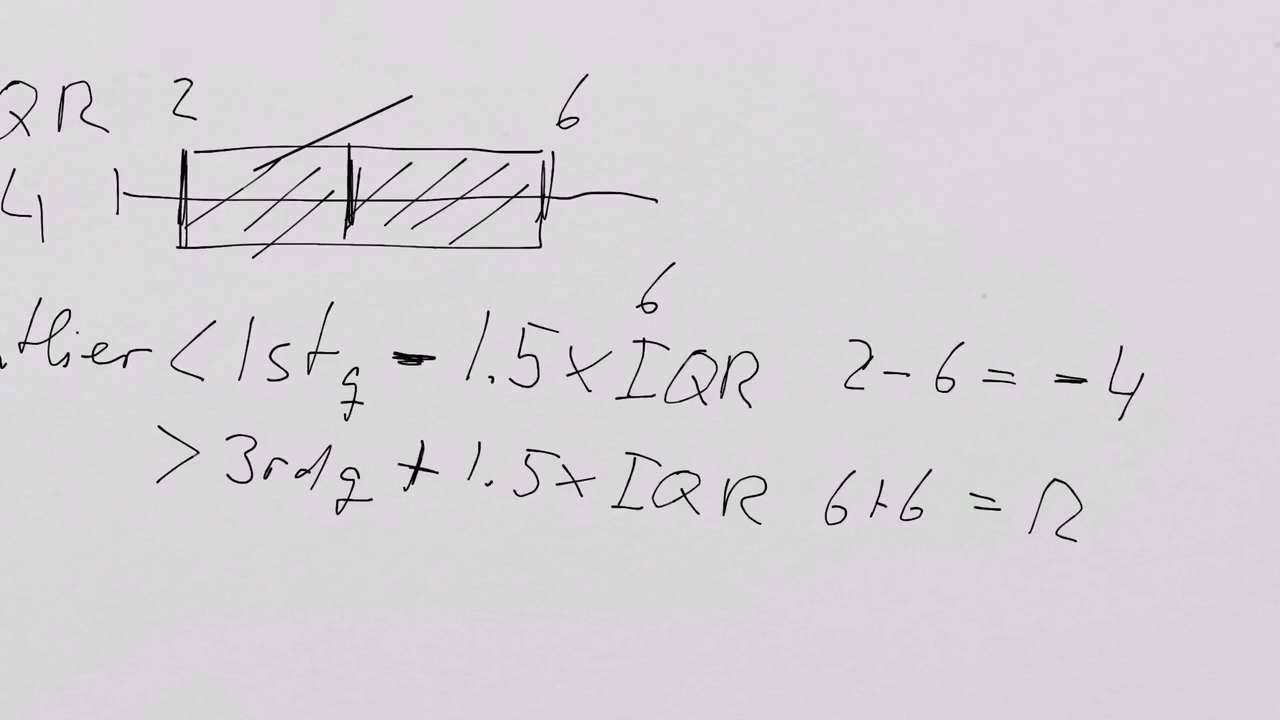 QR 2 6
4
tlier < 1st q - 1.5 x IQR 2 - 6 = - 4
6
> 3rd q + 1.5 x IQR 6 + 6 = 12